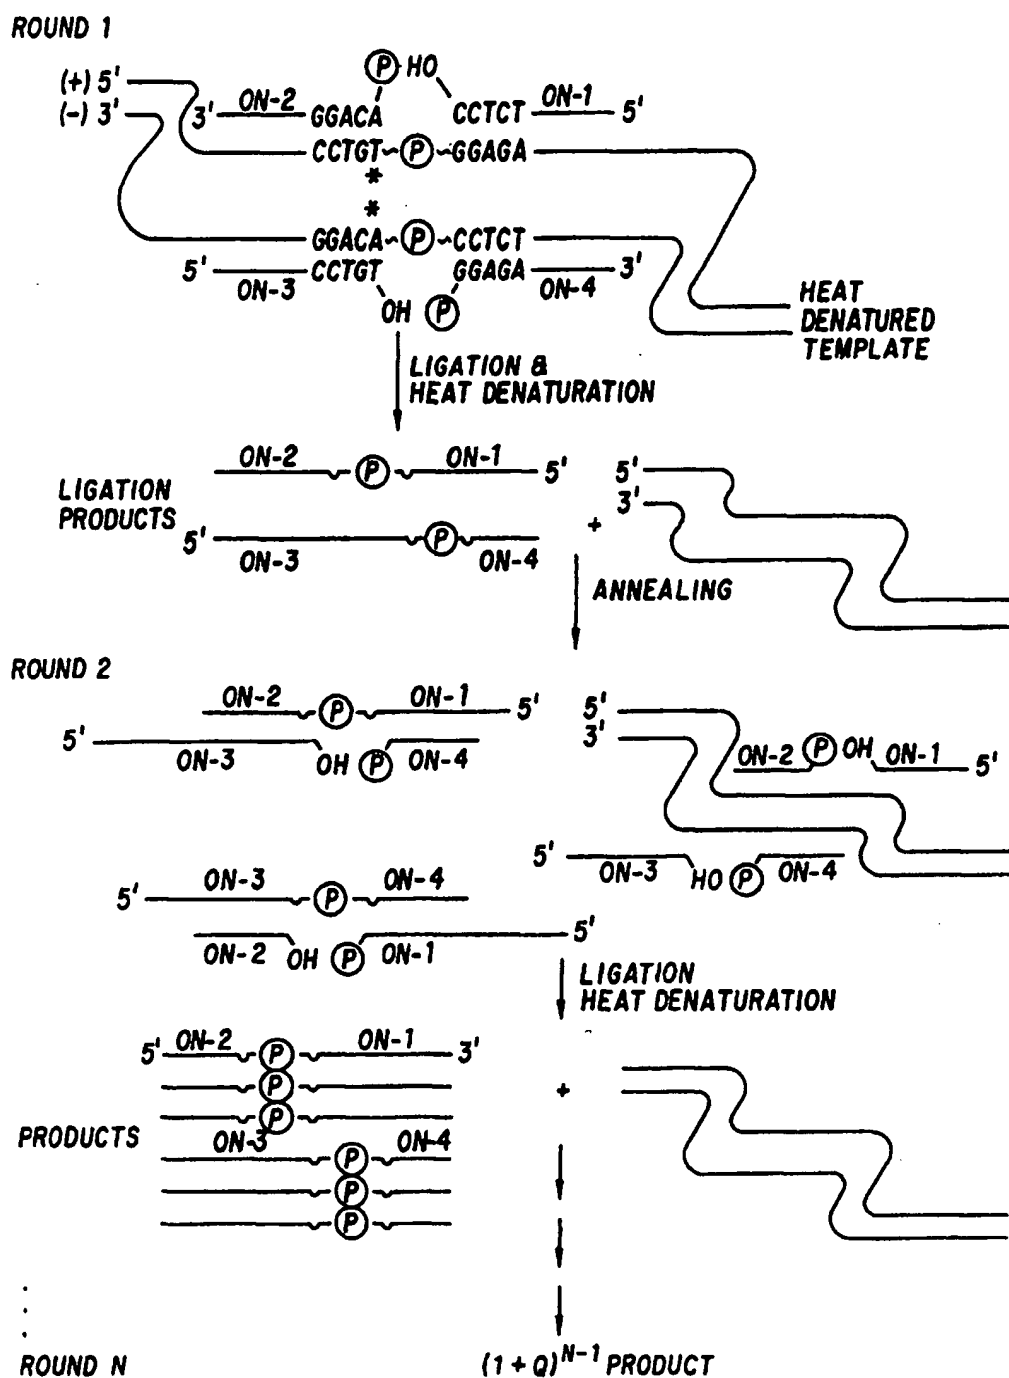 ROUND 1
(+) 5'
(-) 3'
P HO
3' ON-2 GGACA CCTCT ON-1 5'
CCTGT~P~GGAGA
*
*
GGACA~P~CCTCT
5' ON-3 CCTGT GGAGA ON-4 3'
OH P
HEAT
DENATURED
TEMPLATE
LIGATION &
HEAT DENATURATION
LIGATION
PRODUCTS
ON-2 P ON-1 5'
5' ON-3 P ON-4
+
5'
3'
ANNEALING
ROUND 2
ON-2 P ON-1 5'
5' ON-3 OH P ON-4
5'
3'
ON-2 P OH ON-1 5'
5' ON-3 HO P ON-4
5' ON-3 P ON-4
ON-2 OH P ON-1 5'
LIGATION
HEAT DENATURATION
PRODUCTS
5' ON-2 P ON-1 3'
P
P
ON-3 P ON-4
P
P
+
.
.
.
ROUND N
(1+Q)^N-1 PRODUCT